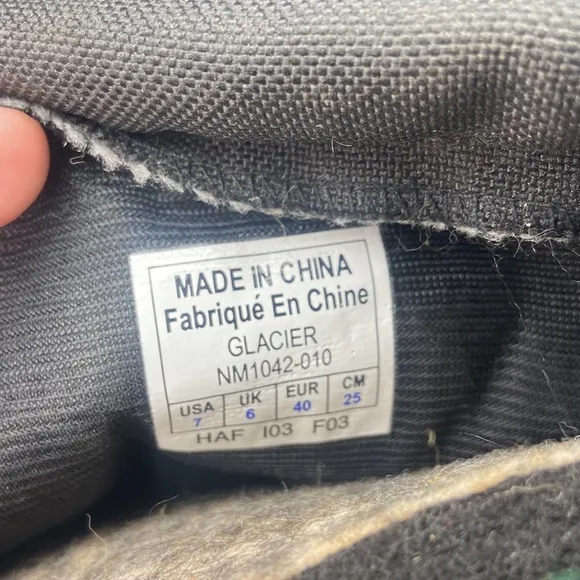 MADE IN CHINA
Fabriqué En Chine
GLACIER
NM1042-010
USA UK EUR CM
7 6 40 25
HAF I03 F03